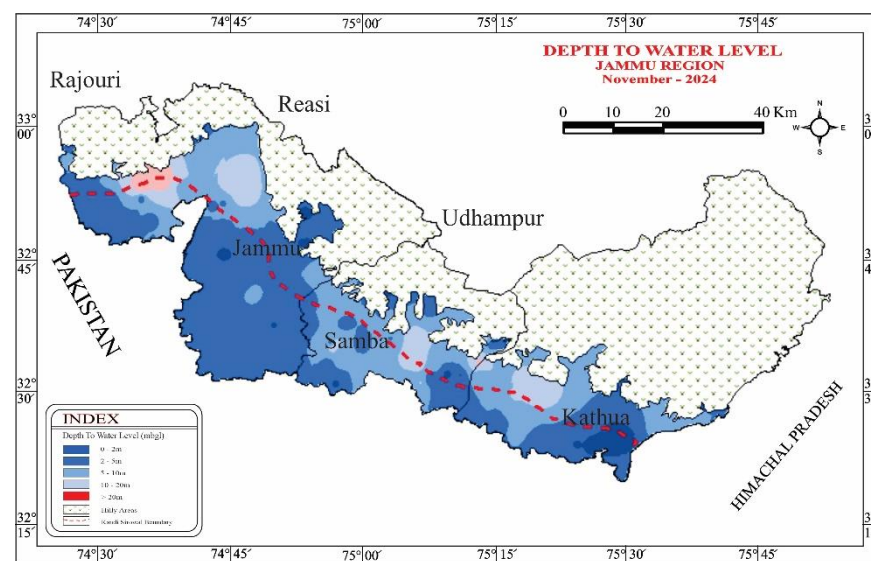 74° 30' 74° 45' 75° 00' 75° 15' 75° 30' 75° 45'
DEPTH TO WATER LEVEL
JAMMU REGION
November - 2024
Rajouri
Reasi
0 10 20 40 Km
N
W E
S
33°
00'
Udhampur
32°
45'
Jammu
PAKISTAN
Samba
32°
30'
Kathua
HIMACHAL PRADESH
INDEX
Depth To Water Level (mbgl)
0 - 2m
2 - 5m
5 - 10m
10 - 20m
> 20m
Hilly Areas
Kandi Sirowal Boundary
32°
15'
74° 30' 74° 45' 75° 00' 75° 15' 75° 30' 75° 45'